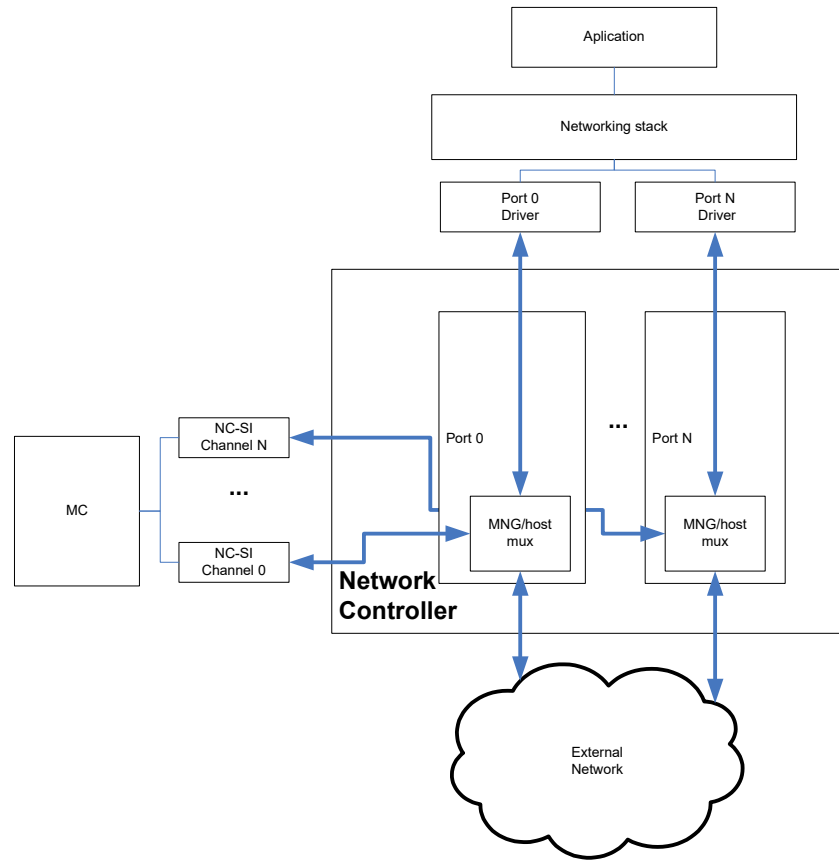 Aplication
Networking stack
Port 0
Driver
Port N
Driver
NC-SI
Channel N
Port 0
...
Port N
...
MC
MNG/host
mux
MNG/host
mux
NC-SI
Channel 0
Network
Controller
External
Network